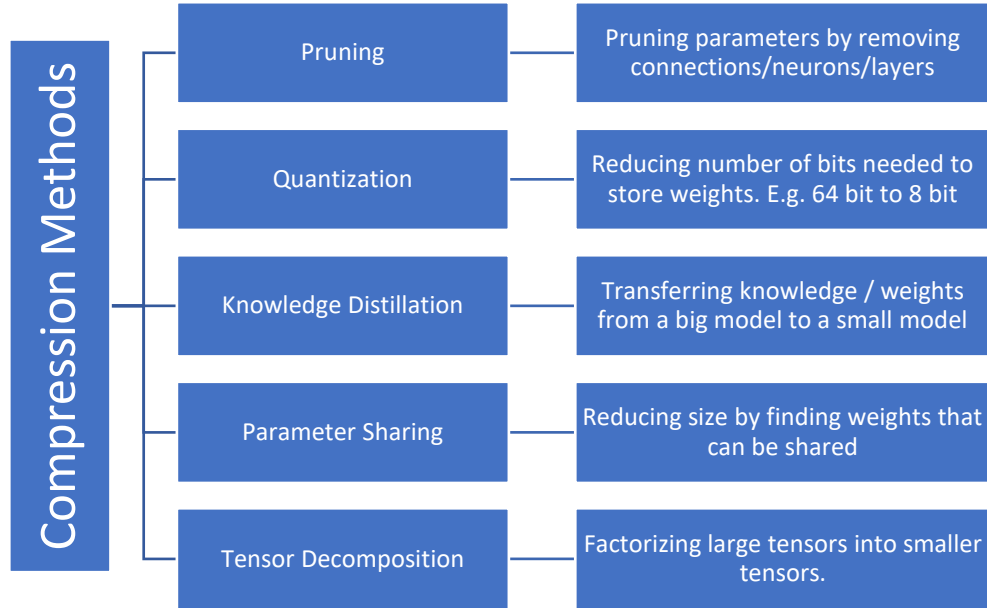 Compression Methods
Pruning
Pruning parameters by removing
connections/neurons/layers
Quantization
Reducing number of bits needed to
store weights. E.g. 64 bit to 8 bit
Knowledge Distillation
Transferring knowledge / weights
from a big model to a small model
Parameter Sharing
Reducing size by finding weights that
can be shared
Tensor Decomposition
Factorizing large tensors into smaller
tensors.